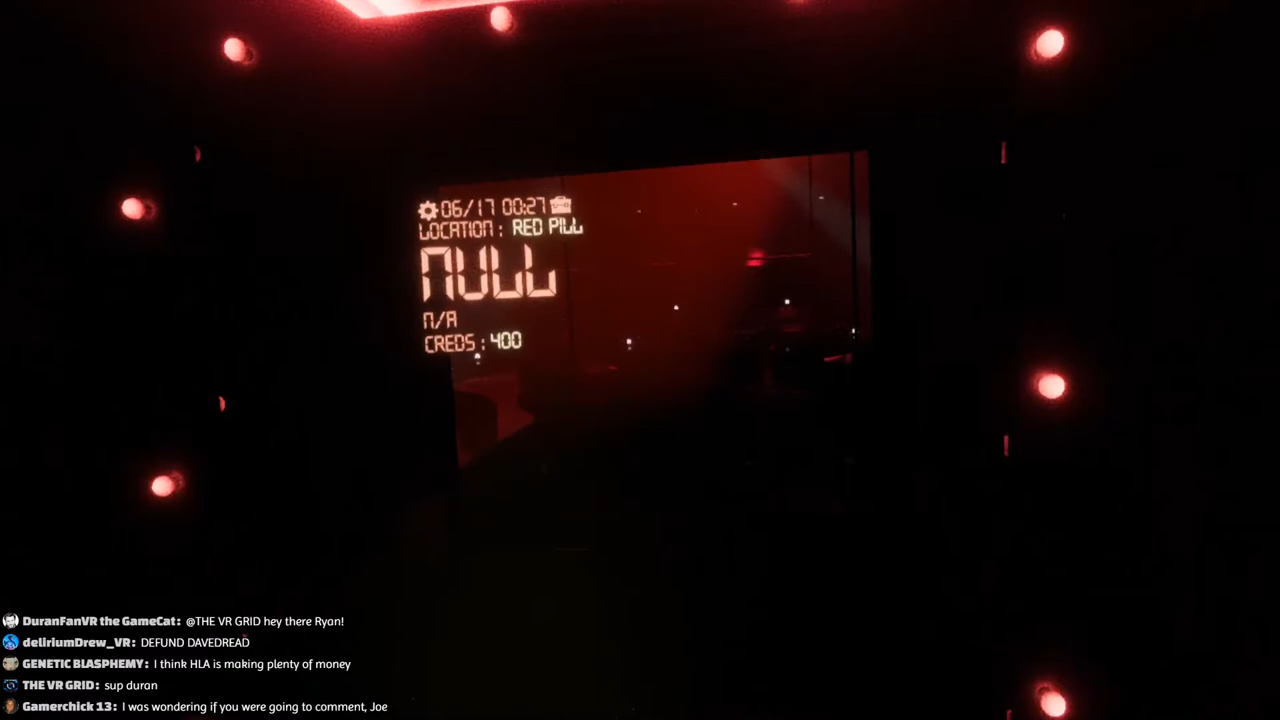 06/17 00:27
LOCATION : RED PILL
NULL
N/A
CREDS : 400
DuranFanVR the GameCat: @THE VR GRID hey there Ryan!
deliriumDrew_VR: DEFUND DAVEDREAD
GENETIC BLASPHEMY: I think HLA is making plenty of money
THE VR GRID: sup duran
Gamerchick 13: I was wondering if you were going to comment, Joe